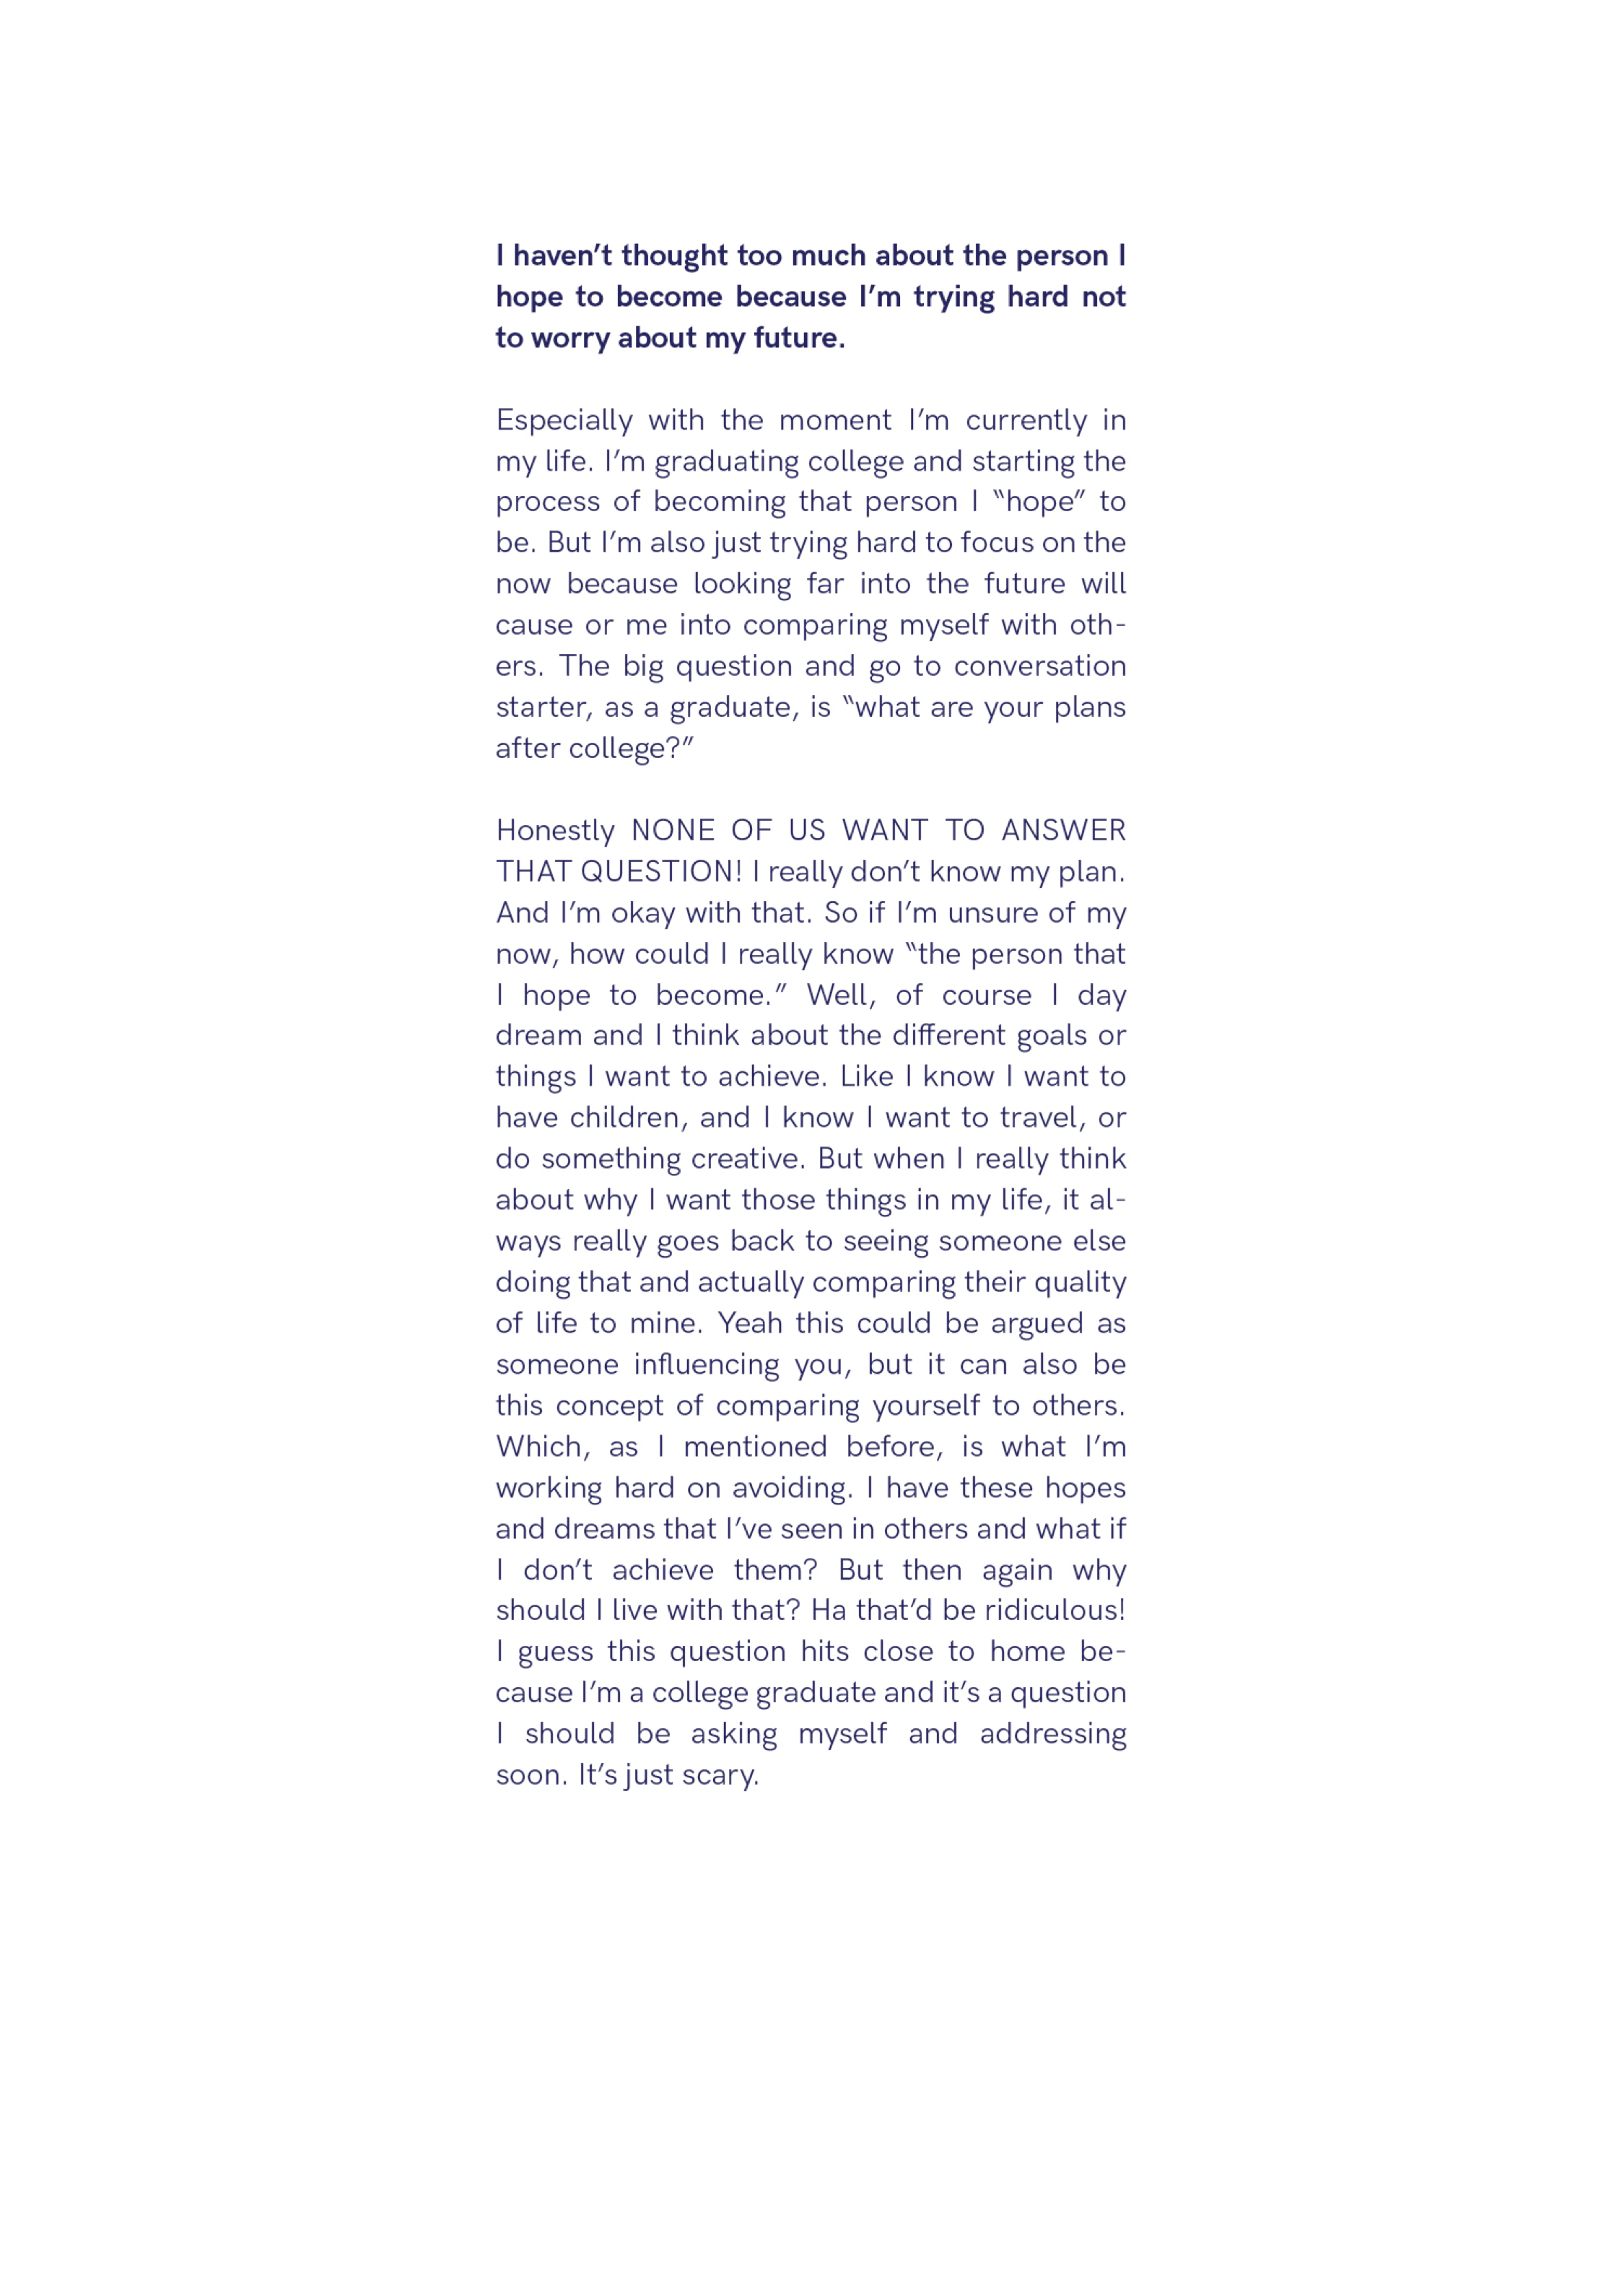 I haven’t thought too much about the person I
hope to become because I’m trying hard not
to worry about my future.
Especially with the moment I’m currently in
my life. I’m graduating college and starting the
process of becoming that person I “hope” to
be. But I’m also just trying hard to focus on the
now because looking far into the future will
cause or me into comparing myself with oth-
ers. The big question and go to conversation
starter, as a graduate, is “what are your plans
after college?”
Honestly NONE OF US WANT TO ANSWER
THAT QUESTION! I really don’t know my plan.
And I’m okay with that. So if I’m unsure of my
now, how could I really know “the person that
I hope to become.” Well, of course I day
dream and I think about the different goals or
things I want to achieve. Like I know I want to
have children, and I know I want to travel, or
do something creative. But when I really think
about why I want those things in my life, it al-
ways really goes back to seeing someone else
doing that and actually comparing their quality
of life to mine. Yeah this could be argued as
someone influencing you, but it can also be
this concept of comparing yourself to others.
Which, as I mentioned before, is what I’m
working hard on avoiding. I have these hopes
and dreams that I’ve seen in others and what if
I don’t achieve them? But then again why
should I live with that? Ha that’d be ridiculous!
I guess this question hits close to home be-
cause I’m a college graduate and it’s a question
I should be asking myself and addressing
soon. It’s just scary.